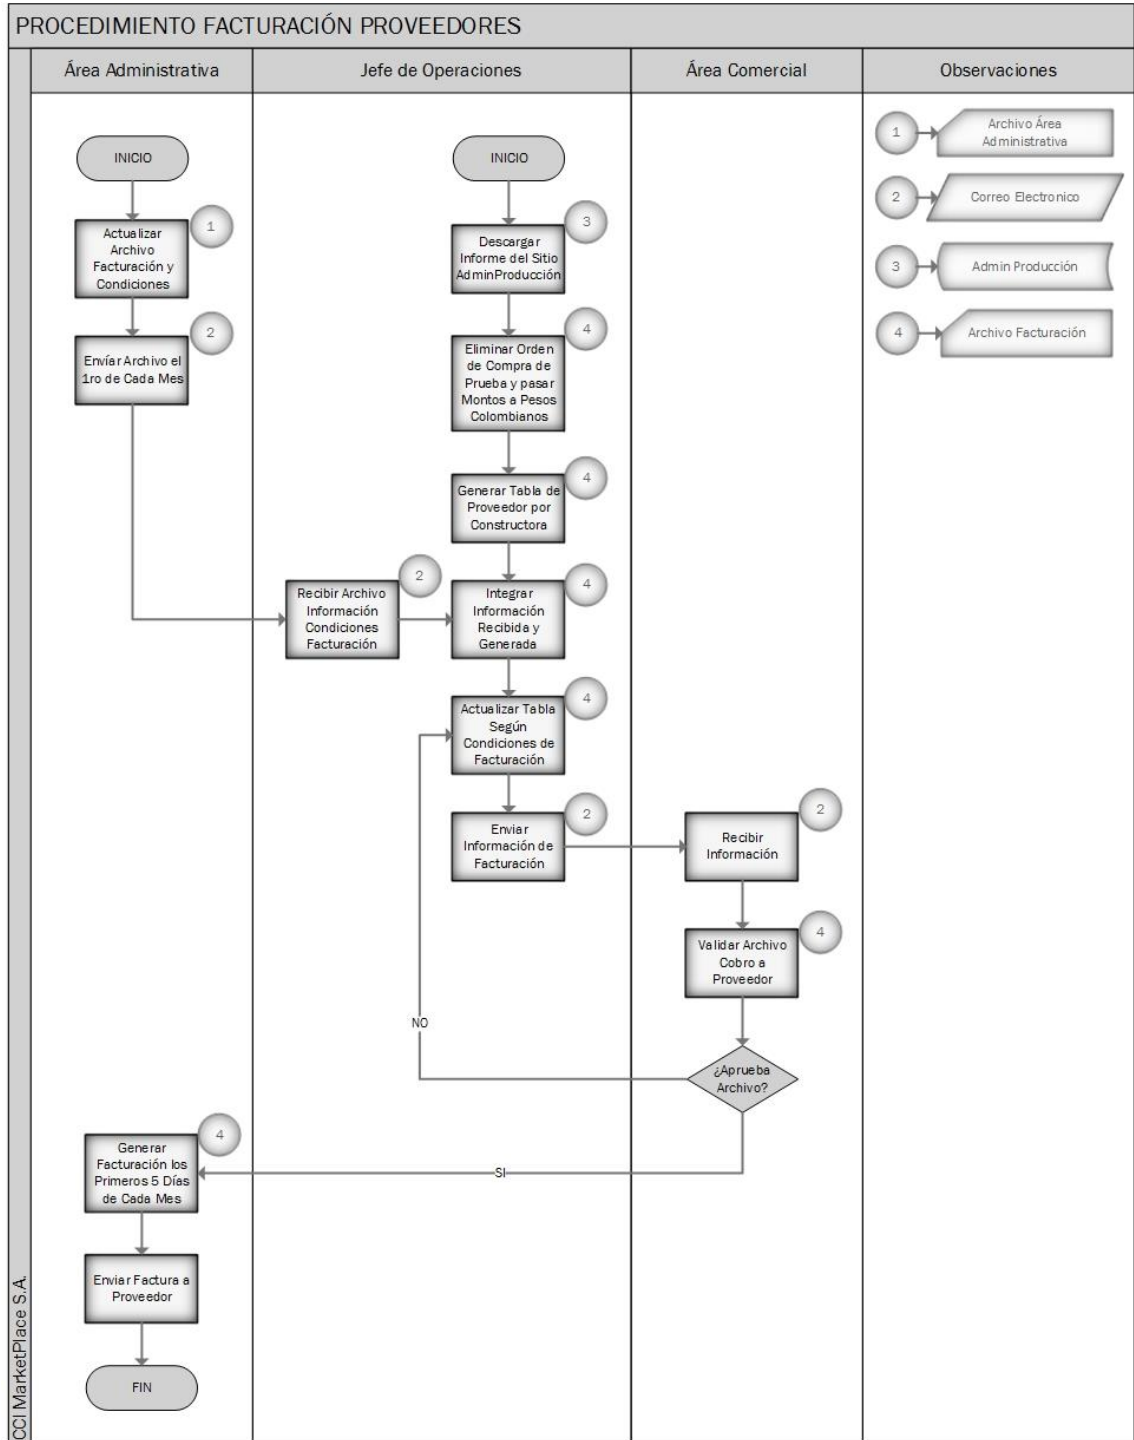 PROCEDIMIENTO FACTURACIÓN PROVEEDORES
Área Administrativa
Jefe de Operaciones
Área Comercial
Observaciones
CCI MarketPlace S.A.
INICIO
1
Actualizar
Archivo
Facturación y
Condiciones
2
Envíar Archivo el
1ro de Cada Mes
INICIO
3
Descargar
Informe del Sitio
AdminProducción
4
Eliminar Orden
de Compra de
Prueba y pasar
Montos a Pesos
Colombianos
4
Generar Tabla de
Proveedor por
Constructora
2
Recibir Archivo
Información
Condiciones
Facturación
4
Integrar
Información
Recibida y
Generada
4
Actualizar Tabla
Según
Condiciones de
Facturación
2
Enviar
Información de
Facturación
2
Recibir
Información
4
Validar Archivo
Cobro a
Proveedor
¿Aprueba
Archivo?
NO
SI
4
Generar
Facturación los
Primeros 5 Días
de Cada Mes
Enviar Factura a
Proveedor
FIN
1
Archivo Área
Administrativa
2
Correo Electronico
3
Admin Producción
4
Archivo Facturación